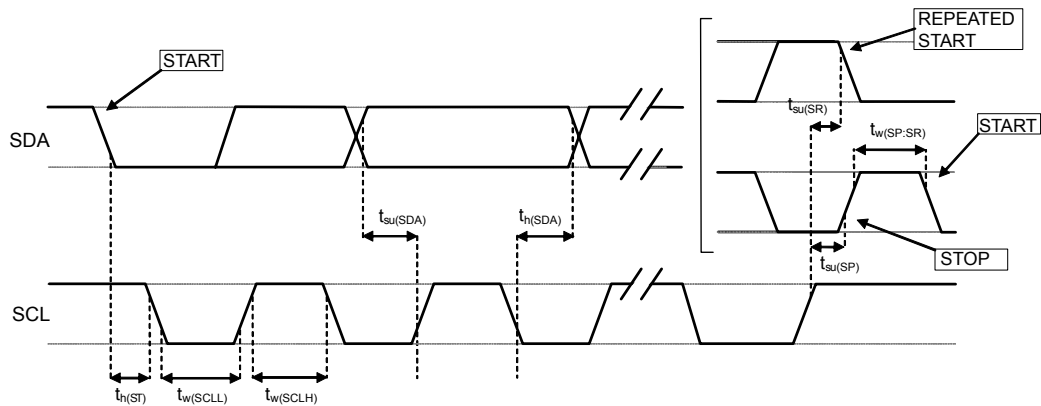 REPEATED
START
START
tsu(SR)
tw(SP:SR)
START
SDA
tsu(SDA)
th(SDA)
tsu(SP)
STOP
SCL
th(ST)
tw(SCLL)
tw(SCLH)